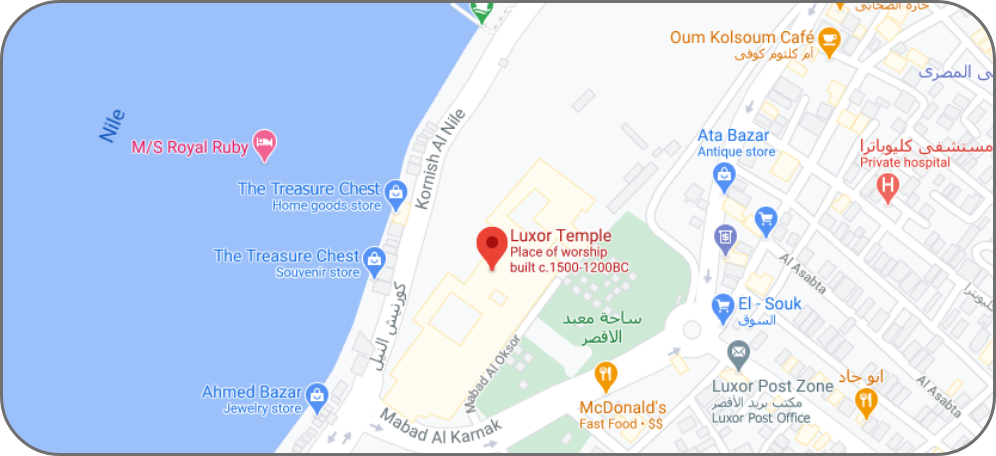 حارة الصحابي
Oum Kolsoum Café
أم كلثوم كوفى
ى المصرى
Nile
M/S Royal Ruby
Kornish Al Nile
Ata Bazar
Antique store
مستشفى كليوباترا
Private hospital
The Treasure Chest
Home goods store
Luxor Temple
Place of worship
built c.1500-1200BC
The Treasure Chest
Souvenir store
Al Asabta
كورنيش النيل
El - Souk
السوق
ساحة معبد
الاقصر
Mabad Al Oksor
Luxor Post Zone
مكتب بريد الأقصر
Luxor Post Office
ابو جاد
Al Asabta
Ahmed Bazar
Jewelry store
McDonald's
Fast Food • $$
Mabad Al Karnak